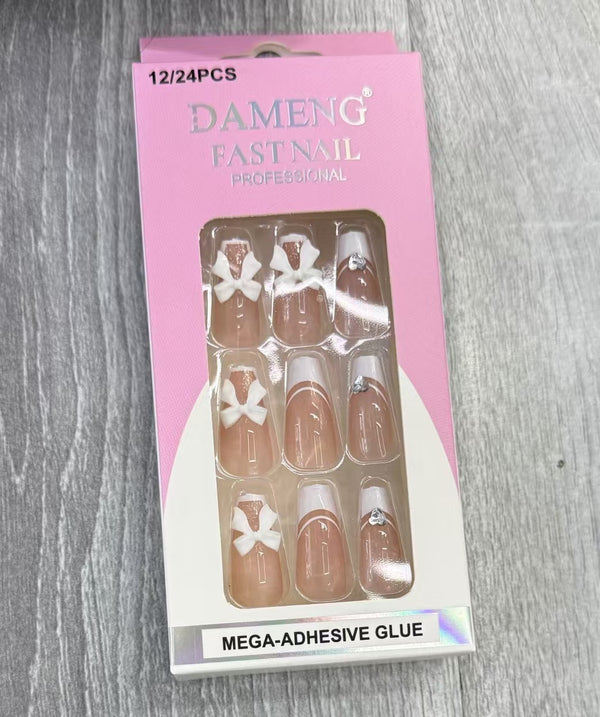 12/24PCS
DAMENG®
FAST NAIL
PROFESSIONAL
MEGA-ADHESIVE GLUE